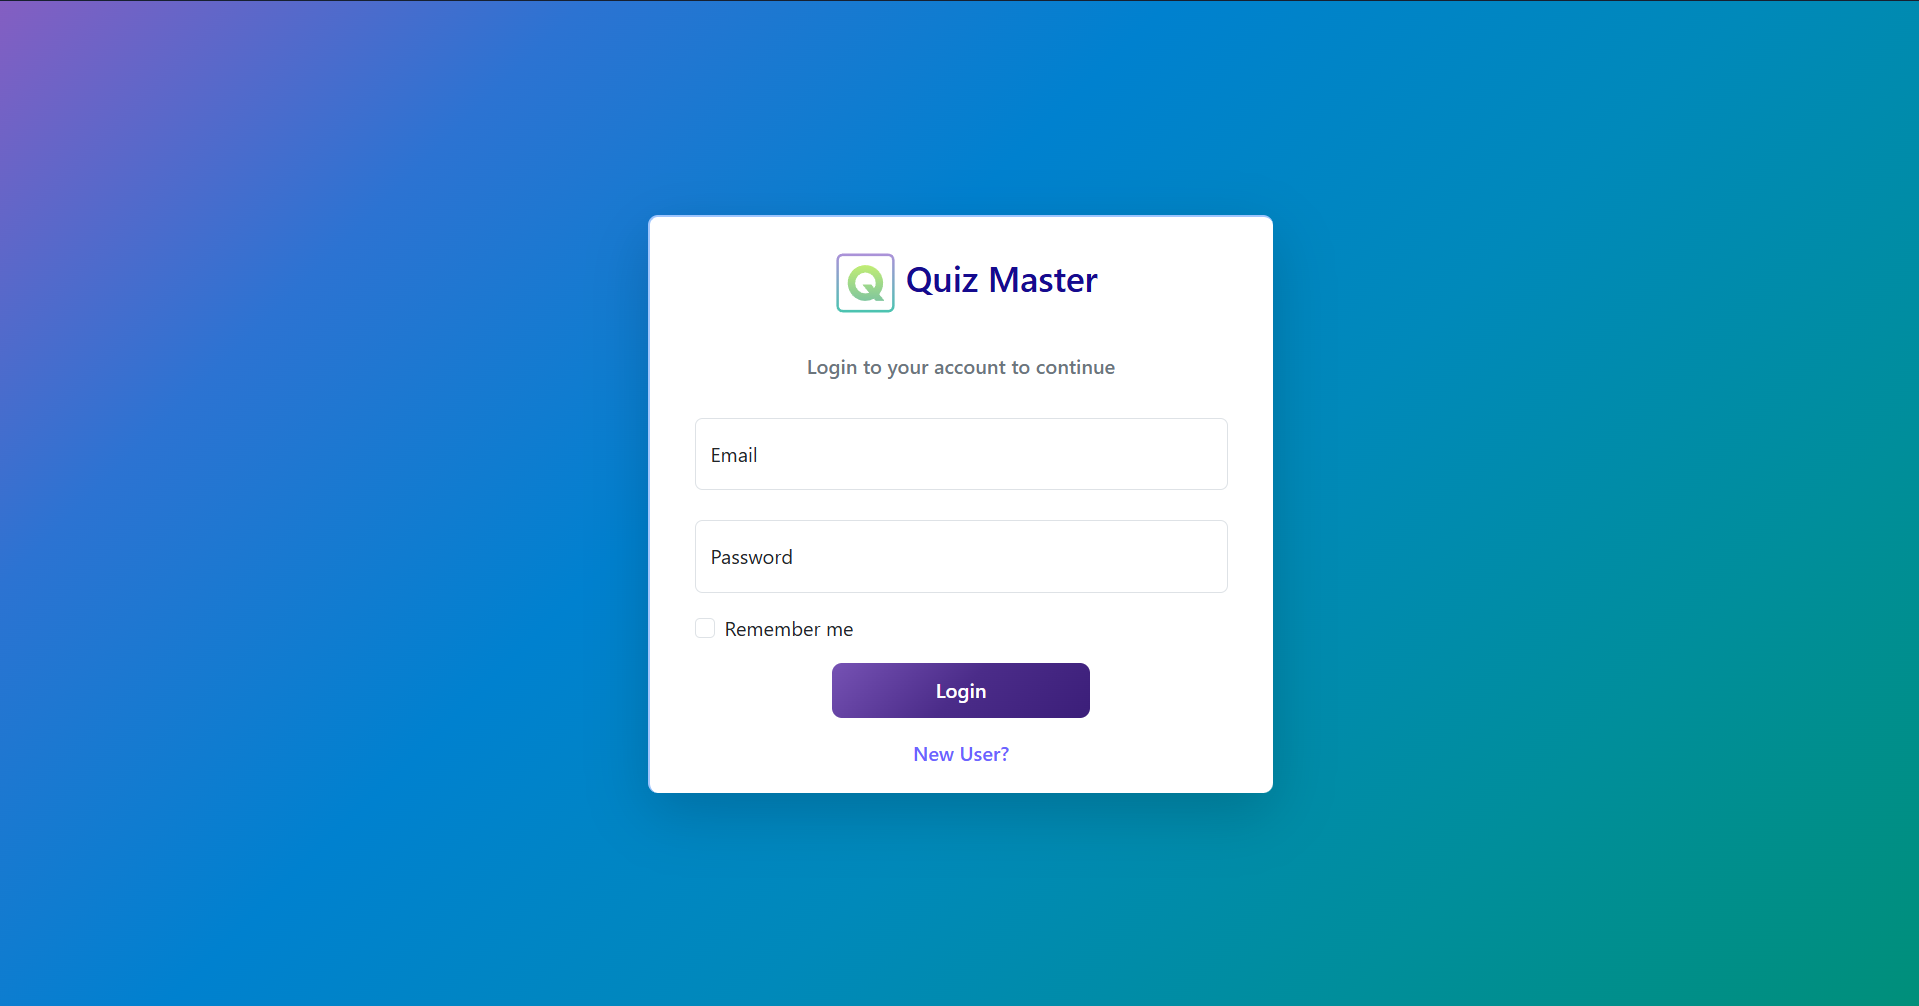 Q Quiz Master
Login to your account to continue
Email
Password
Remember me
Login
New User?